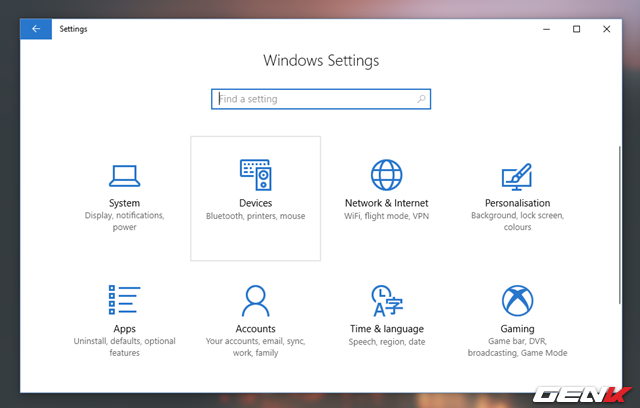 Settings
Windows Settings
Find a setting
System
Display, notifications,
power
Devices
Bluetooth, printers, mouse
Network & Internet
WiFi, flight mode, VPN
Personalisation
Background, lock screen,
colours
Apps
Uninstall, defaults, optional
features
Accounts
Your accounts, email, sync,
work, family
A字
Time & language
Speech, region, date
Gaming
Game bar, DVR,
broadcasting, Game Mode
GENK